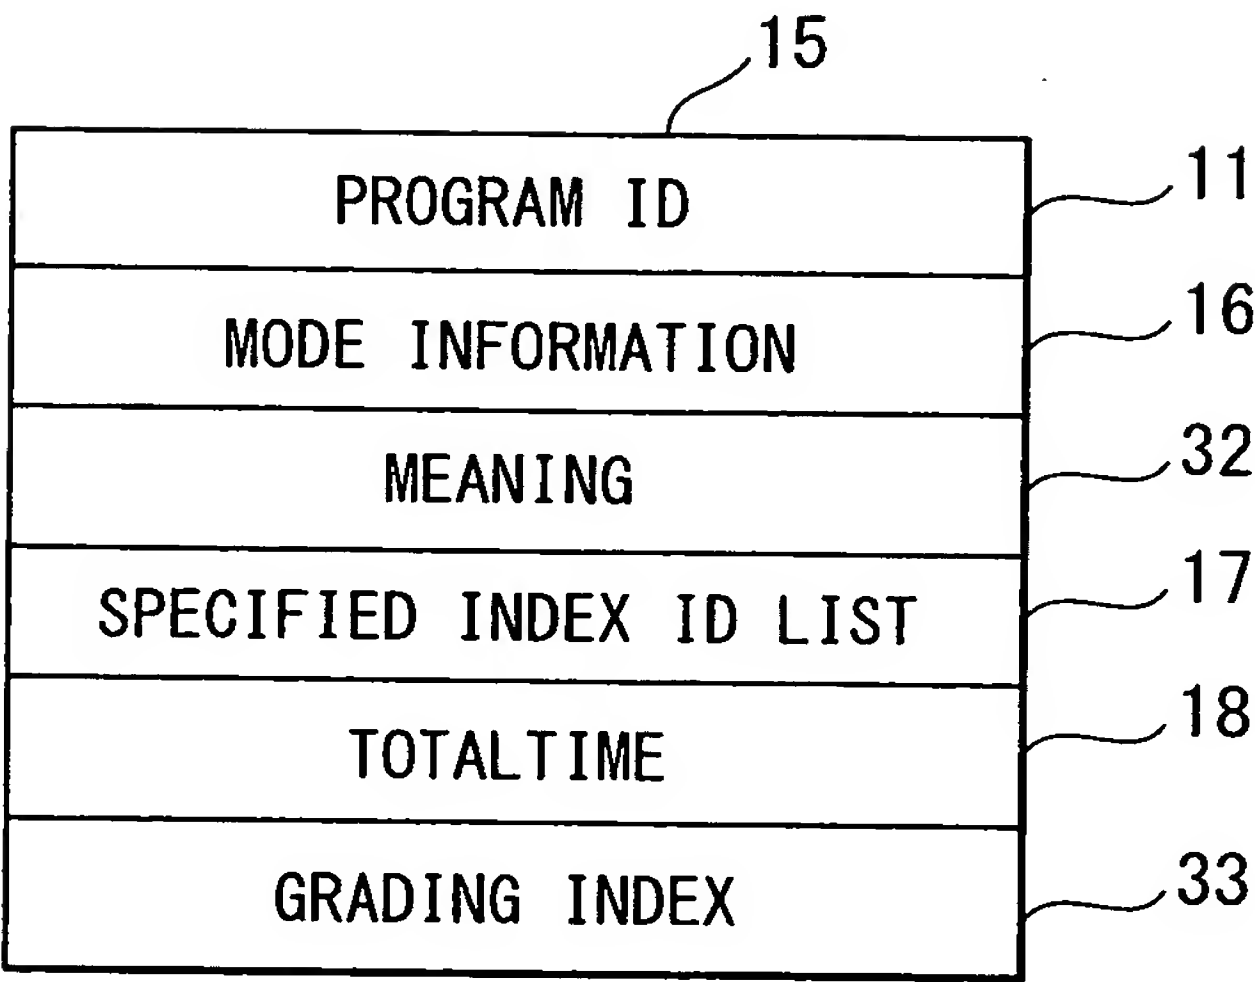 15
PROGRAM ID 11
MODE INFORMATION 16
MEANING 32
SPECIFIED INDEX ID LIST 17
TOTALTIME 18
GRADING INDEX 33